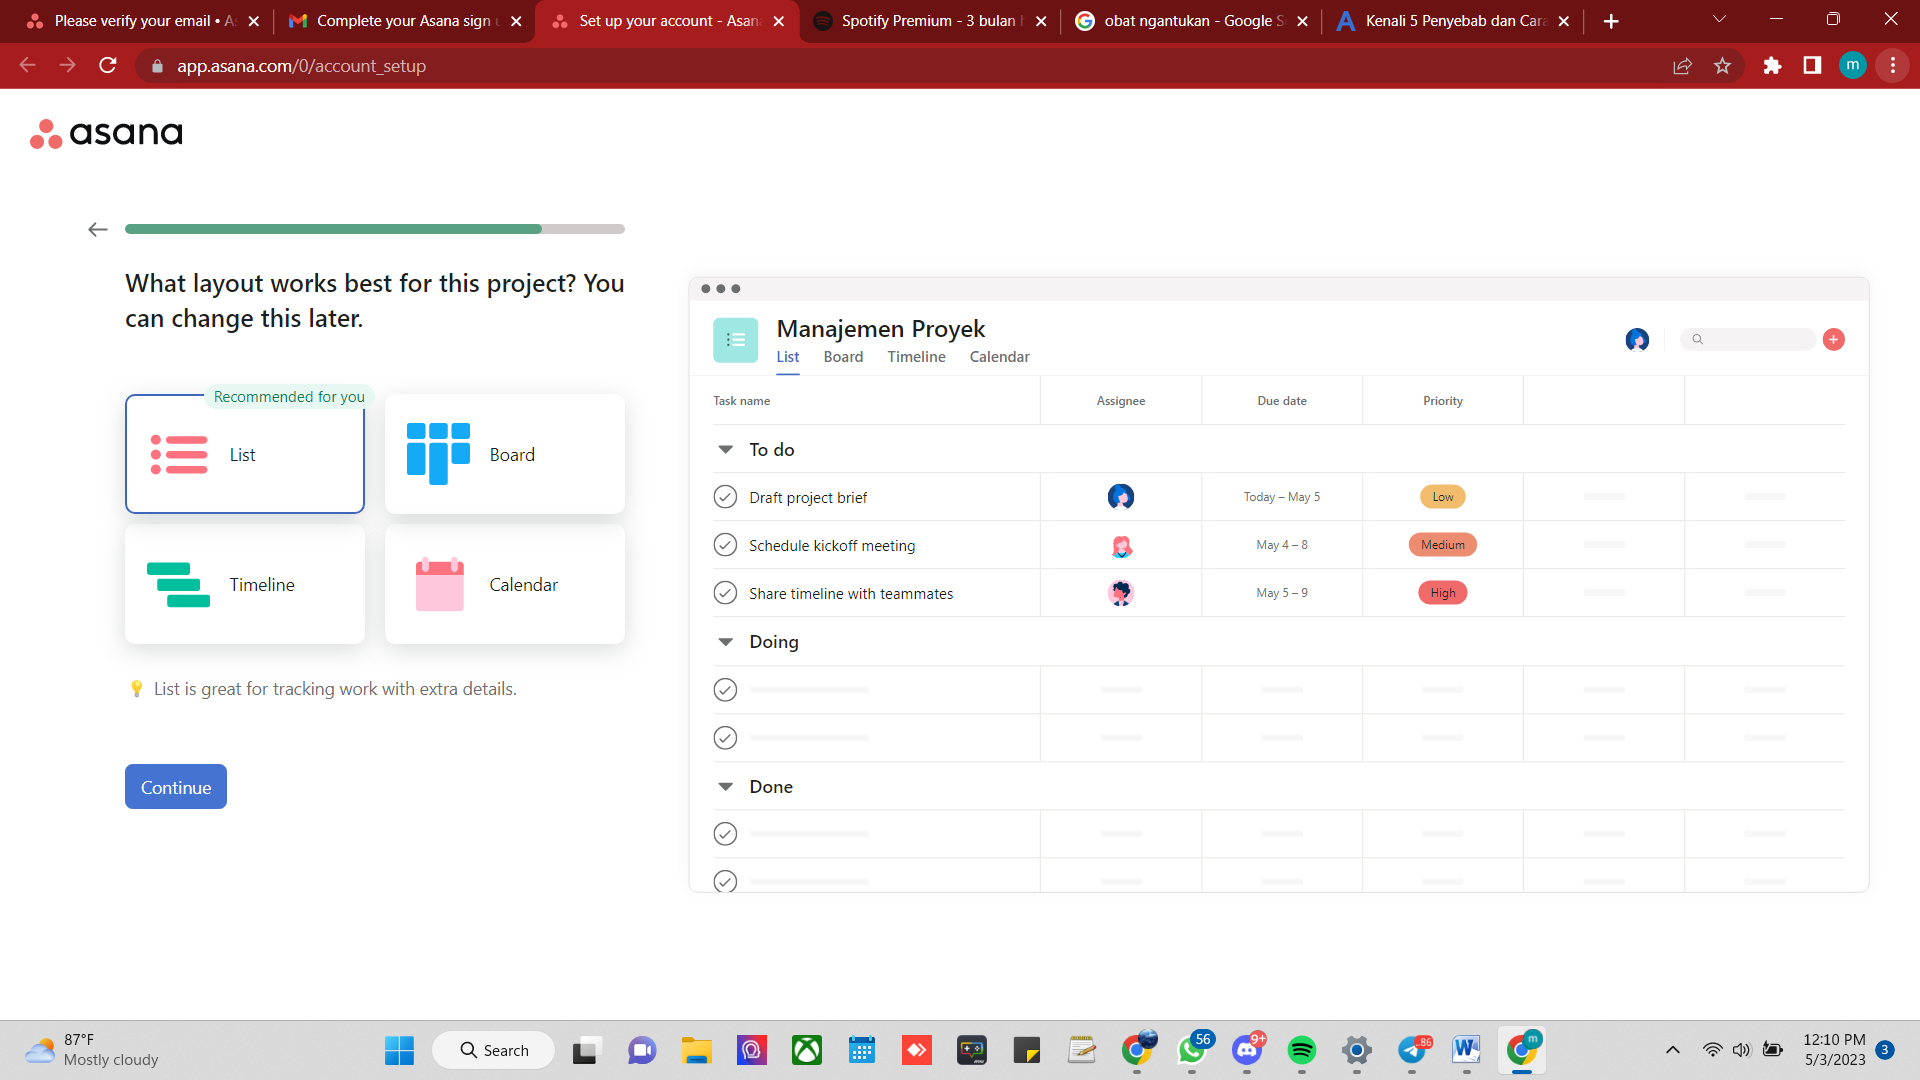 Please verify your email • A
Complete your Asana sign u
Set up your account - Asana
Spotify Premium - 3 bulan h
obat ngantukan - Google Se
Kenali 5 Penyebab dan Cara
app.asana.com/0/account_setup
m
asana
What layout works best for this project? You
can change this later.
Recommended for you
List
Board
Timeline
Calendar
List is great for tracking work with extra details.
Continue
Manajemen Proyek
List Board Timeline Calendar
Task name Assignee Due date Priority
To do
Draft project brief Today – May 5 Low
Schedule kickoff meeting May 4 – 8 Medium
Share timeline with teammates May 5 – 9 High
Doing
Done
87°F
Mostly cloudy
Search
56
9+
..86
m
12:10 PM
5/3/2023
3